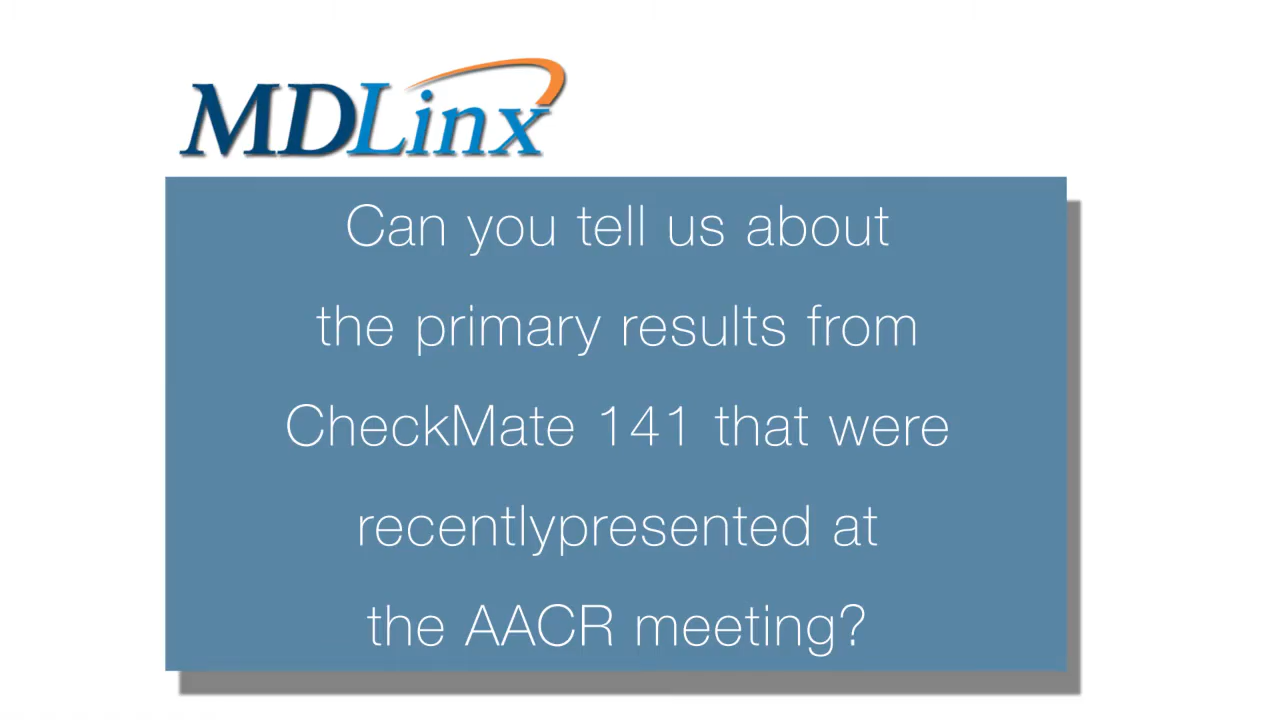 MDLinx
Can you tell us about
the primary results from
CheckMate 141 that were
recentlypresented at
the AACR meeting?